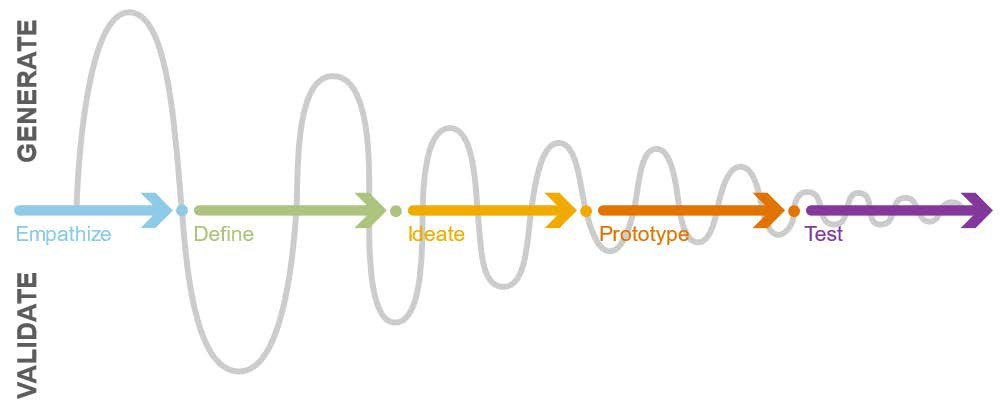 GENERATE
Empathize
Define
Ideate
Prototype
Test
VALIDATE